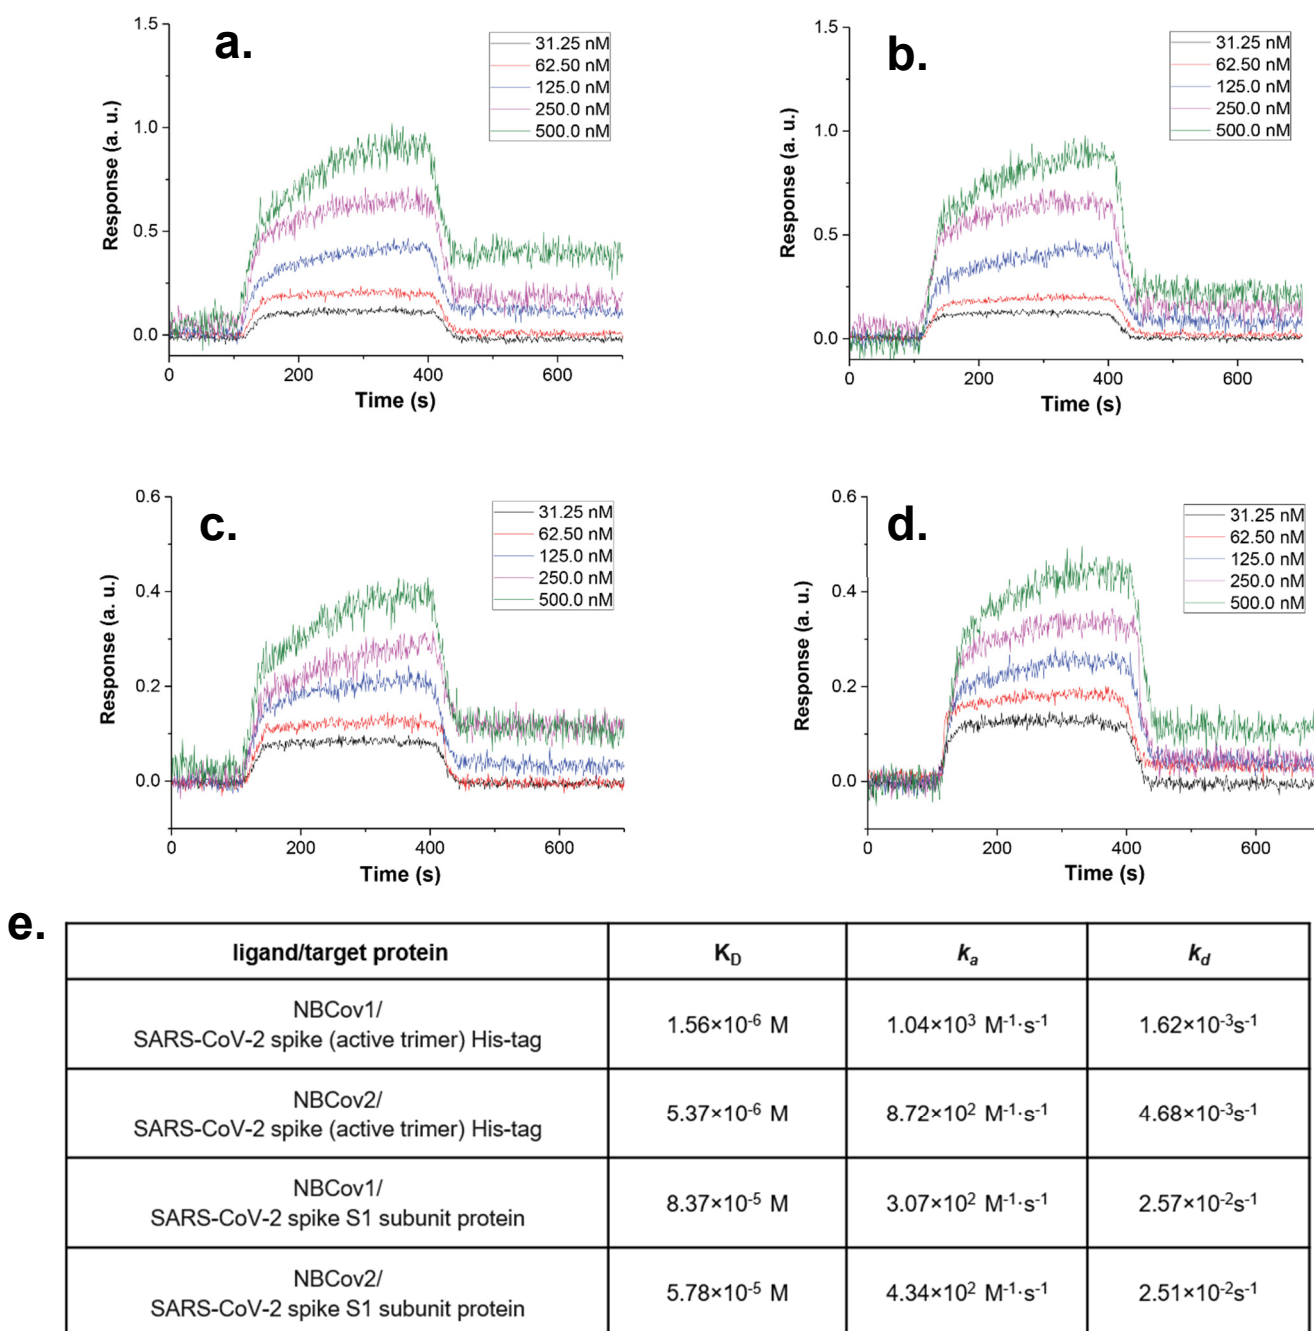 a.
1.5
1.0
0.5
0.0
Response (a. u.)
31.25 nM
62.50 nM
125.0 nM
250.0 nM
500.0 nM
0 200 400 600
Time (s)
b.
1.5
1.0
0.5
0.0
Response (a. u.)
31.25 nM
62.50 nM
125.0 nM
250.0 nM
500.0 nM
0 200 400 600
Time (s)
c.
0.6
0.4
0.2
0.0
Response (a. u.)
31.25 nM
62.50 nM
125.0 nM
250.0 nM
500.0 nM
0 200 400 600
Time (s)
d.
0.6
0.4
0.2
0.0
Response (a. u.)
31.25 nM
62.50 nM
125.0 nM
250.0 nM
500.0 nM
0 200 400 600
Time (s)
e.
ligand/target protein K_D k_a k_d
NBCov1/
SARS-CoV-2 spike (active trimer) His-tag 1.56×10⁻⁶ M 1.04×10³ M⁻¹·s⁻¹ 1.62×10⁻³s⁻¹
NBCov2/
SARS-CoV-2 spike (active trimer) His-tag 5.37×10⁻⁶ M 8.72×10² M⁻¹·s⁻¹ 4.68×10⁻³s⁻¹
NBCov1/
SARS-CoV-2 spike S1 subunit protein 8.37×10⁻⁵ M 3.07×10² M⁻¹·s⁻¹ 2.57×10⁻²s⁻¹
NBCov2/
SARS-CoV-2 spike S1 subunit protein 5.78×10⁻⁵ M 4.34×10² M⁻¹·s⁻¹ 2.51×10⁻²s⁻¹